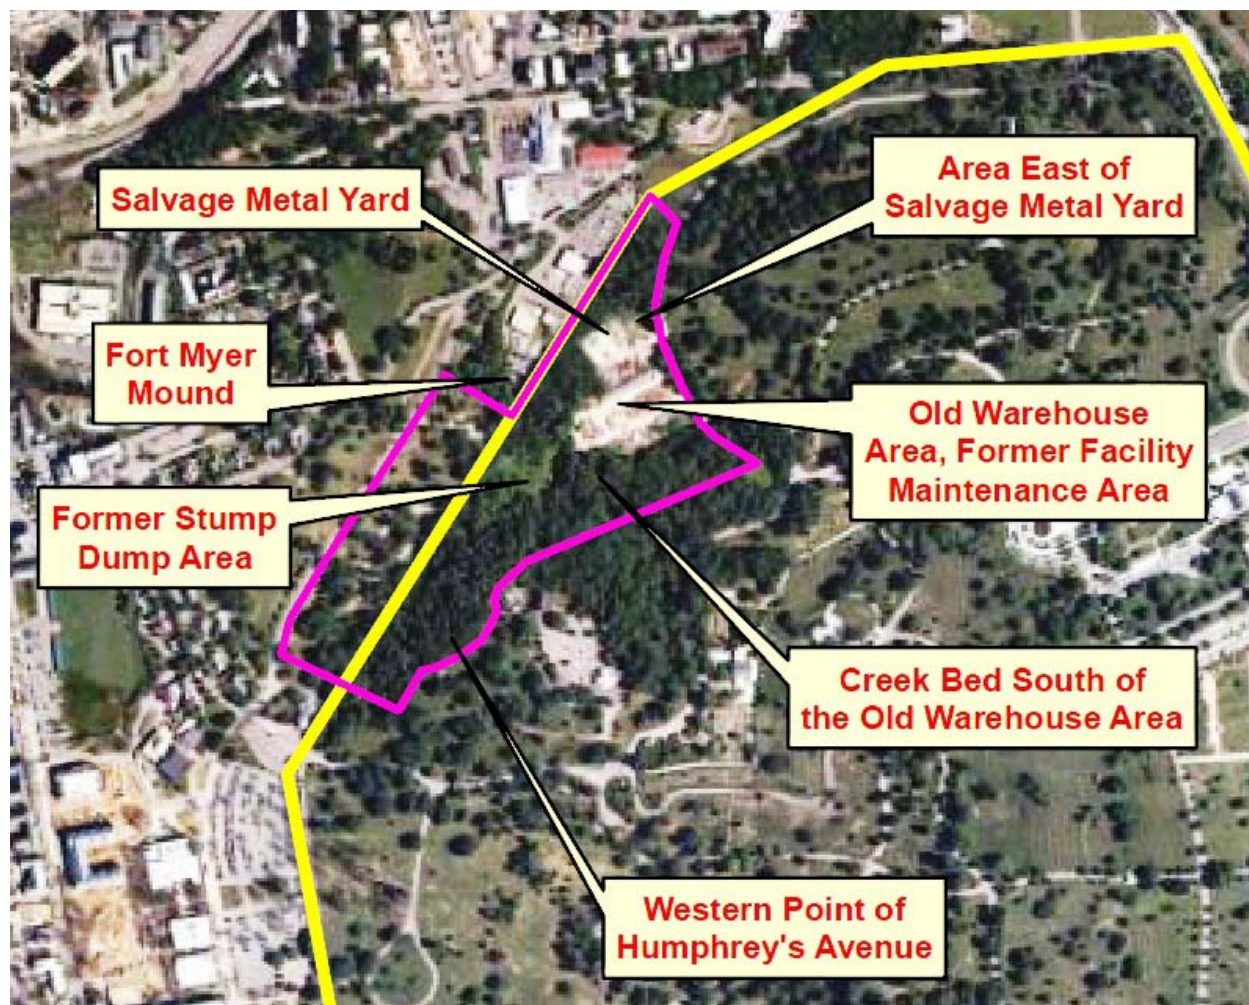 Salvage Metal Yard
Area East of
Salvage Metal Yard
Fort Myer
Mound
Old Warehouse
Area, Former Facility
Maintenance Area
Former Stump
Dump Area
Creek Bed South of
the Old Warehouse Area
Western Point of
Humphrey's Avenue